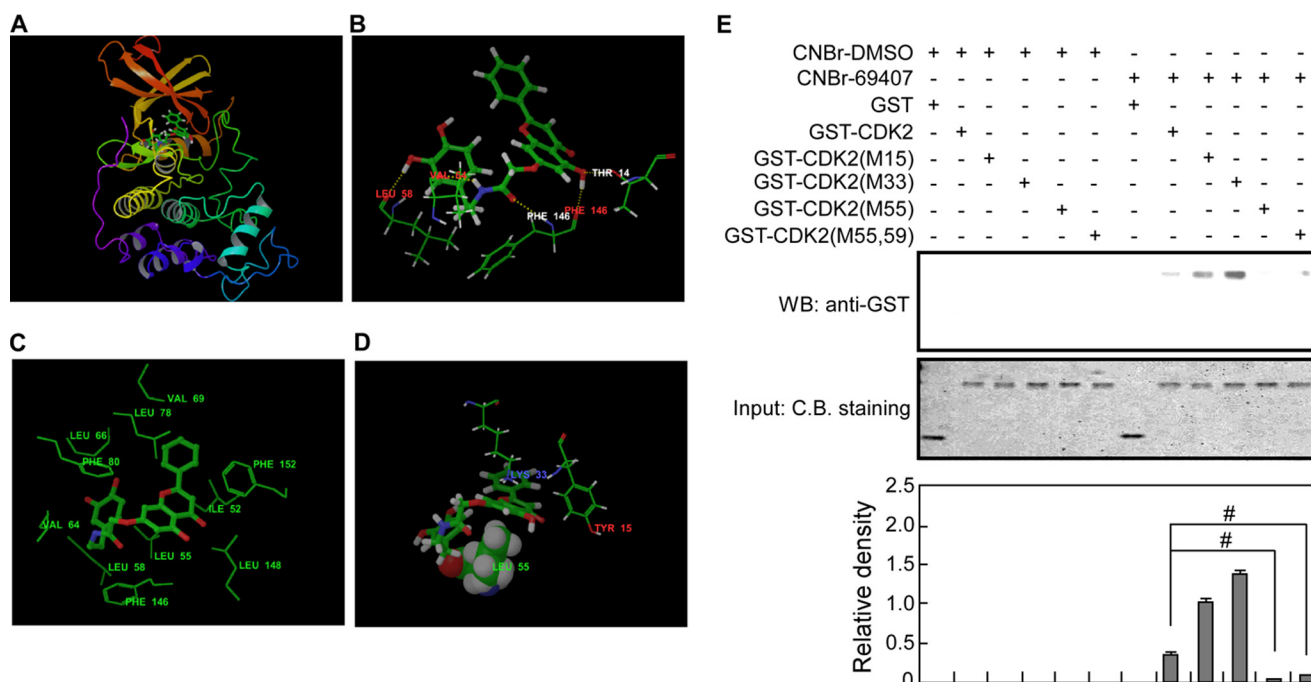 A
B
LEU 58
THR 14
PHE 146
PHE 146
C
VAL 69
LEU 78
LEU 66
PHE 80
PHE 152
ILE 52
VAL 64
LEU 55
LEU 58
LEU 148
PHE 146
D
LYS 33
TYR 15
LEU 55
E
CNBr-DMSO + + + + + + - - - - - -
CNBr-69407 - - - - - - + + + + + +
GST + - - - - - + - - - - -
GST-CDK2 - + - - - - - + - - - -
GST-CDK2(M15) - - + - - - - - + - - -
GST-CDK2(M33) - - - + - - - - - + - -
GST-CDK2(M55) - - - - + - - - - - + -
GST-CDK2(M55,59) - - - - - + - - - - - +
WB: anti-GST
Input: C.B. staining
Relative density
2.5
2.0
1.5
1.0
0.5
0
#
#